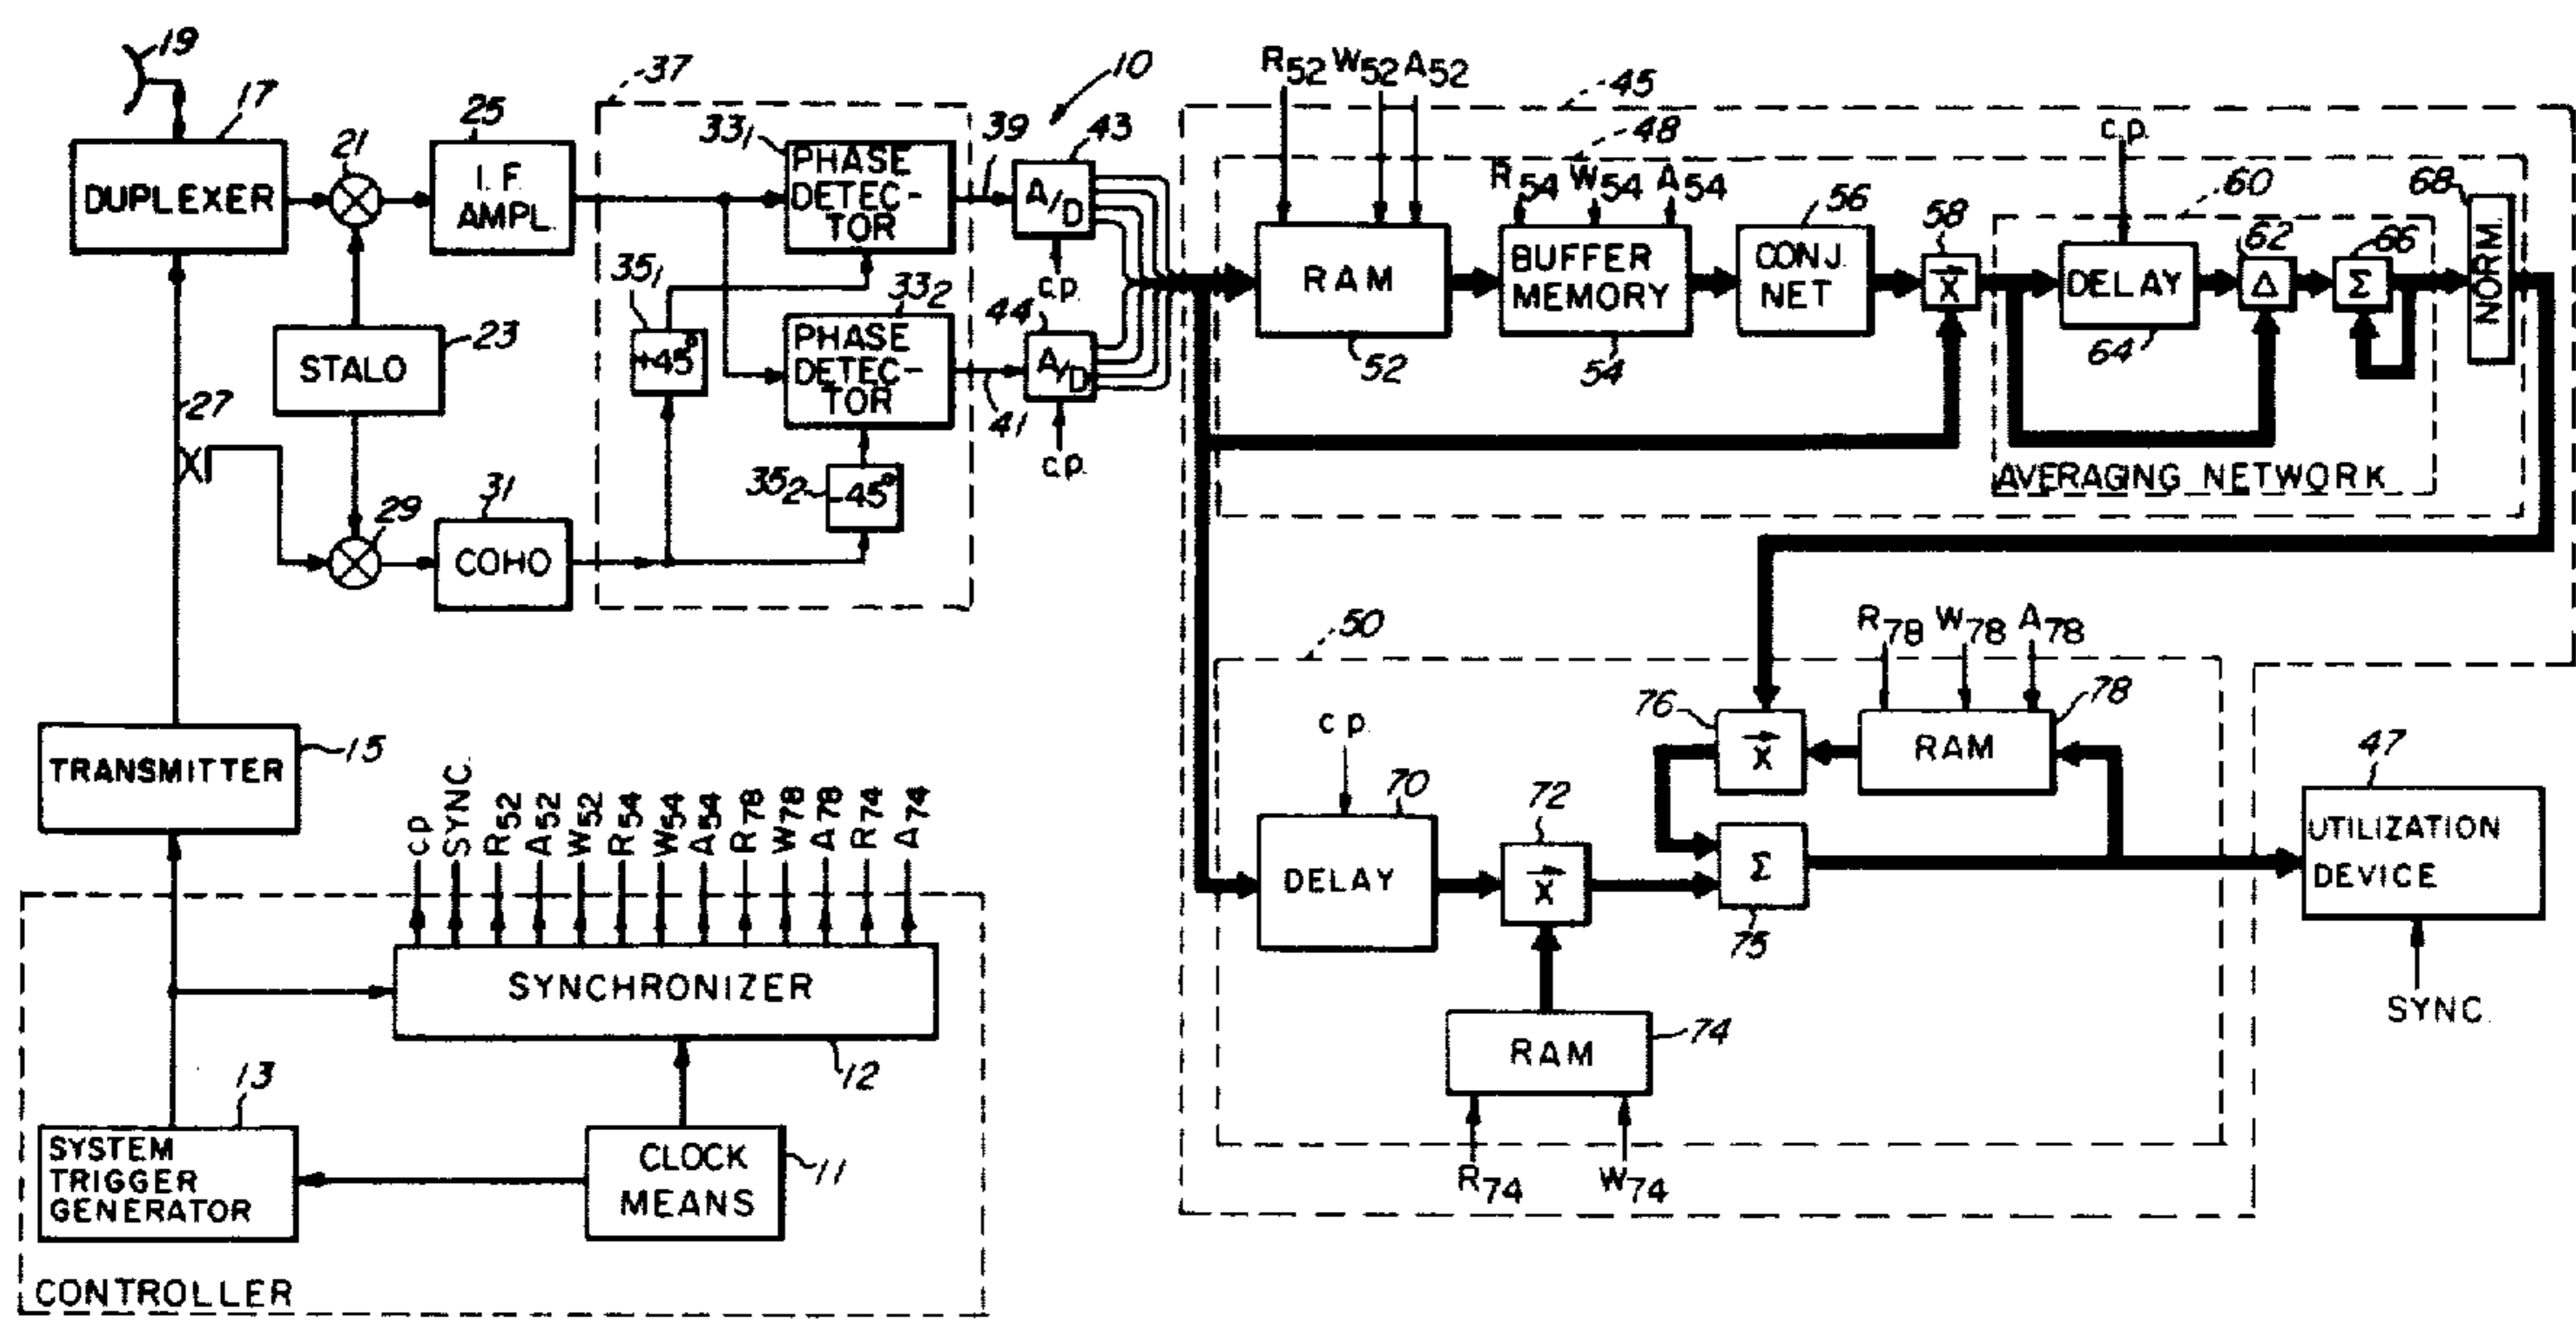 19
17
DUPLEXER
21
25
I.F.
AMPL.
STALO
23
27
29
31
COHO
37
33₁
PHASE
DETEC-
TOR
35₁
+45°
33₂
PHASE
DETEC-
TOR
35₂
-45°
39
41
10
43
A/D
c.p.
44
A/D
c.p.
R₅₂ W₅₂ A₅₂
45
48
RAM
52
R₅₄ W₅₄ A₅₄
BUFFER
MEMORY
54
56
CONJ.
NET
58
X
c.p.
60
DELAY
64
62
Δ
66
Σ
68
NORM.
AVERAGING NETWORK
50
c.p.
70
DELAY
72
X
RAM
74
R₇₄
W₇₄
76
X
R₇₈ W₇₈ A₇₈
RAM
78
Σ
75
47
UTILIZATION
DEVICE
SYNC.
TRANSMITTER
15
cp
SYNC.
R₅₂
A₅₂
W₅₂
R₅₄
W₅₄
A₅₄
R₇₈
W₇₈
A₇₈
R₇₄
A₇₄
SYNCHRONIZER
12
13
SYSTEM
TRIGGER
GENERATOR
CLOCK
MEANS
11
CONTROLLER